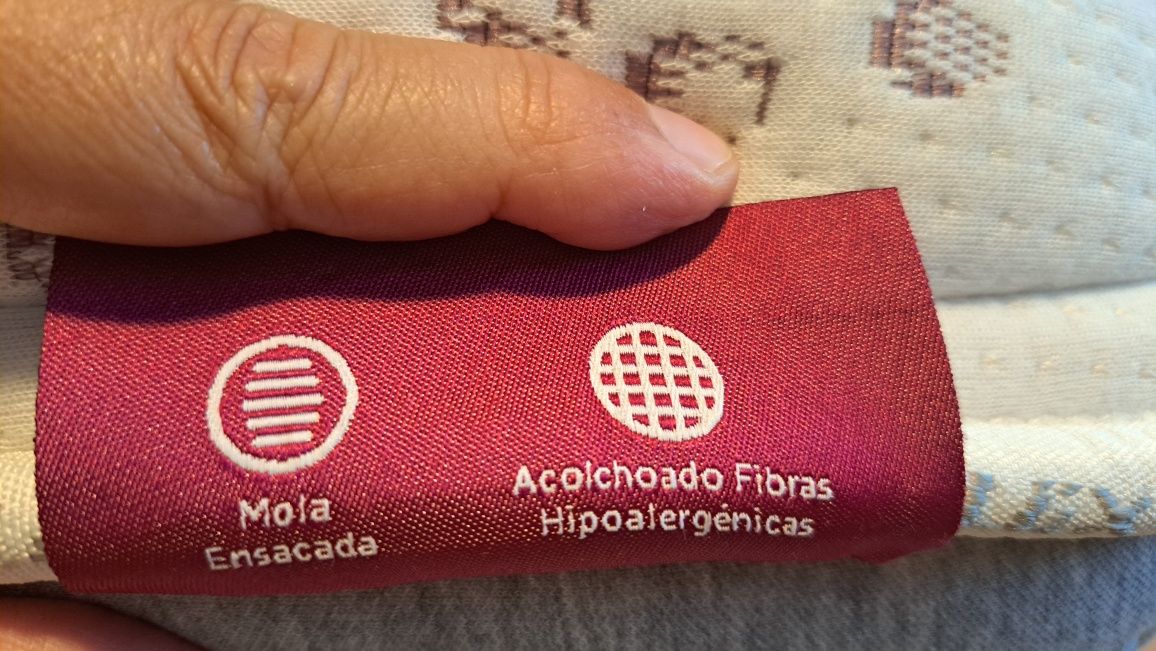 Mola
Ensacada
Acolchoado Fibras
Hipoalergénicas